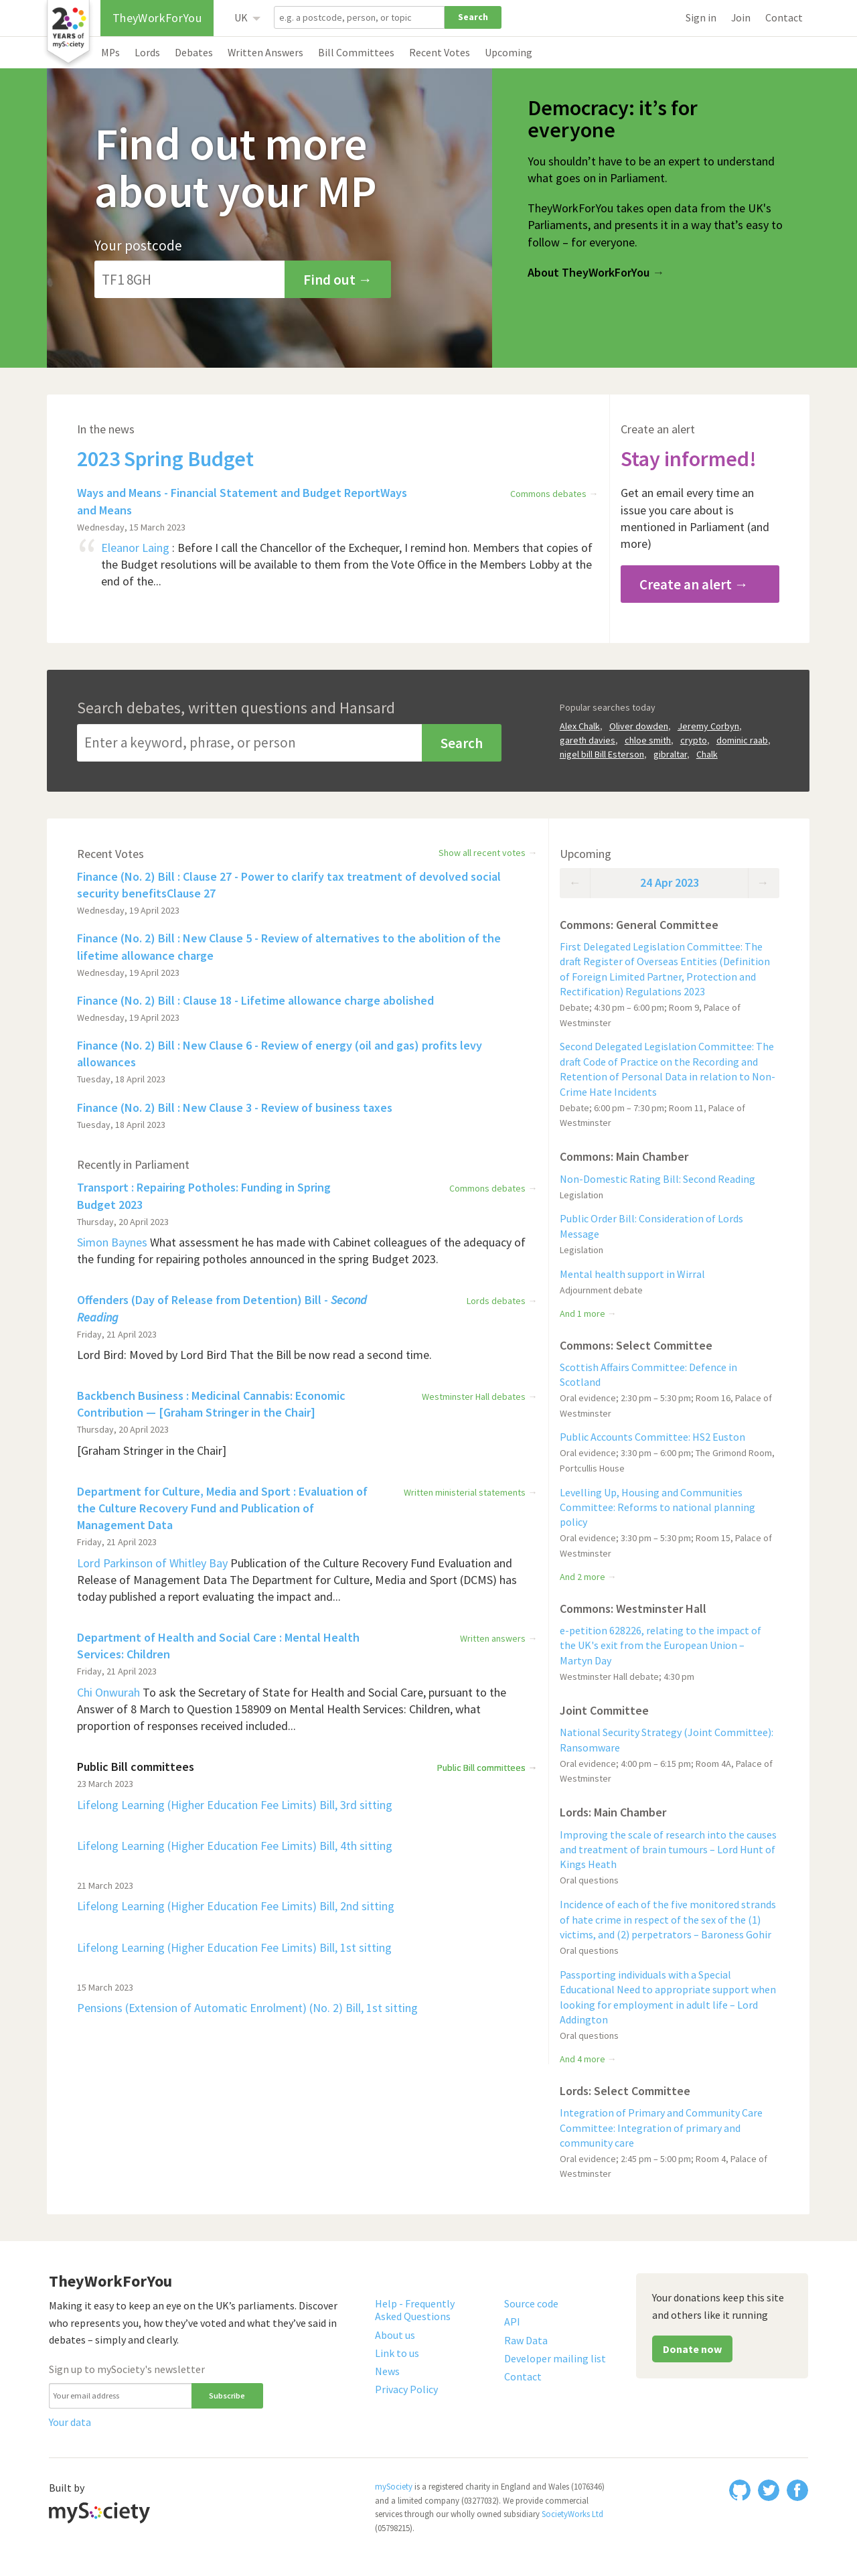 20
YEARS of
mySociety
TheyWorkForYou
UK
e.g. a postcode, person, or topic
Search
Sign in
Join
Contact
MPs
Lords
Debates
Written Answers
Bill Committees
Recent Votes
Upcoming
Find out more
about your MP
Your postcode
TF1 8GH
Find out →
Democracy: it’s for
everyone
You shouldn’t have to be an expert to understand
what goes on in Parliament.
TheyWorkForYou takes open data from the UK's
Parliaments, and presents it in a way that’s easy to
follow – for everyone.
About TheyWorkForYou →
In the news
2023 Spring Budget
Ways and Means - Financial Statement and Budget ReportWays
and Means
Commons debates →
Wednesday, 15 March 2023
“ Eleanor Laing : Before I call the Chancellor of the Exchequer, I remind hon. Members that copies of
the Budget resolutions will be available to them from the Vote Office in the Members Lobby at the
end of the...
Create an alert
Stay informed!
Get an email every time an
issue you care about is
mentioned in Parliament (and
more)
Create an alert →
Search debates, written questions and Hansard
Enter a keyword, phrase, or person
Search
Popular searches today
Alex Chalk, Oliver dowden, Jeremy Corbyn,
gareth davies, chloe smith, crypto, dominic raab,
nigel bill Bill Esterson, gibraltar, Chalk
Recent Votes
Show all recent votes →
Finance (No. 2) Bill : Clause 27 - Power to clarify tax treatment of devolved social
security benefitsClause 27
Wednesday, 19 April 2023
Finance (No. 2) Bill : New Clause 5 - Review of alternatives to the abolition of the
lifetime allowance charge
Wednesday, 19 April 2023
Finance (No. 2) Bill : Clause 18 - Lifetime allowance charge abolished
Wednesday, 19 April 2023
Finance (No. 2) Bill : New Clause 6 - Review of energy (oil and gas) profits levy
allowances
Tuesday, 18 April 2023
Finance (No. 2) Bill : New Clause 3 - Review of business taxes
Tuesday, 18 April 2023
Recently in Parliament
Transport : Repairing Potholes: Funding in Spring
Budget 2023
Commons debates →
Thursday, 20 April 2023
Simon Baynes What assessment he has made with Cabinet colleagues of the adequacy of
the funding for repairing potholes announced in the spring Budget 2023.
Offenders (Day of Release from Detention) Bill - Second
Reading
Lords debates →
Friday, 21 April 2023
Lord Bird: Moved by Lord Bird That the Bill be now read a second time.
Backbench Business : Medicinal Cannabis: Economic
Contribution — [Graham Stringer in the Chair]
Westminster Hall debates →
Thursday, 20 April 2023
[Graham Stringer in the Chair]
Department for Culture, Media and Sport : Evaluation of
the Culture Recovery Fund and Publication of
Management Data
Written ministerial statements →
Friday, 21 April 2023
Lord Parkinson of Whitley Bay Publication of the Culture Recovery Fund Evaluation and
Release of Management Data The Department for Culture, Media and Sport (DCMS) has
today published a report evaluating the impact and...
Department of Health and Social Care : Mental Health
Services: Children
Written answers →
Friday, 21 April 2023
Chi Onwurah To ask the Secretary of State for Health and Social Care, pursuant to the
Answer of 8 March to Question 158909 on Mental Health Services: Children, what
proportion of responses received included...
Public Bill committees
Public Bill committees →
23 March 2023
Lifelong Learning (Higher Education Fee Limits) Bill, 3rd sitting
Lifelong Learning (Higher Education Fee Limits) Bill, 4th sitting
21 March 2023
Lifelong Learning (Higher Education Fee Limits) Bill, 2nd sitting
Lifelong Learning (Higher Education Fee Limits) Bill, 1st sitting
15 March 2023
Pensions (Extension of Automatic Enrolment) (No. 2) Bill, 1st sitting
Upcoming
← 24 Apr 2023 →
Commons: General Committee
First Delegated Legislation Committee: The
draft Register of Overseas Entities (Definition
of Foreign Limited Partner, Protection and
Rectification) Regulations 2023
Debate; 4:30 pm – 6:00 pm; Room 9, Palace of
Westminster
Second Delegated Legislation Committee: The
draft Code of Practice on the Recording and
Retention of Personal Data in relation to Non-
Crime Hate Incidents
Debate; 6:00 pm – 7:30 pm; Room 11, Palace of
Westminster
Commons: Main Chamber
Non-Domestic Rating Bill: Second Reading
Legislation
Public Order Bill: Consideration of Lords
Message
Legislation
Mental health support in Wirral
Adjournment debate
And 1 more →
Commons: Select Committee
Scottish Affairs Committee: Defence in
Scotland
Oral evidence; 2:30 pm – 5:30 pm; Room 16, Palace of
Westminster
Public Accounts Committee: HS2 Euston
Oral evidence; 3:30 pm – 6:00 pm; The Grimond Room,
Portcullis House
Levelling Up, Housing and Communities
Committee: Reforms to national planning
policy
Oral evidence; 3:30 pm – 5:30 pm; Room 15, Palace of
Westminster
And 2 more →
Commons: Westminster Hall
e-petition 628226, relating to the impact of
the UK's exit from the European Union –
Martyn Day
Westminster Hall debate; 4:30 pm
Joint Committee
National Security Strategy (Joint Committee):
Ransomware
Oral evidence; 4:00 pm – 6:15 pm; Room 4A, Palace of
Westminster
Lords: Main Chamber
Improving the scale of research into the causes
and treatment of brain tumours – Lord Hunt of
Kings Heath
Oral questions
Incidence of each of the five monitored strands
of hate crime in respect of the sex of the (1)
victims, and (2) perpetrators – Baroness Gohir
Oral questions
Passporting individuals with a Special
Educational Need to appropriate support when
looking for employment in adult life – Lord
Addington
Oral questions
And 4 more →
Lords: Select Committee
Integration of Primary and Community Care
Committee: Integration of primary and
community care
Oral evidence; 2:45 pm – 5:00 pm; Room 4, Palace of
Westminster
TheyWorkForYou
Making it easy to keep an eye on the UK’s parliaments. Discover
who represents you, how they’ve voted and what they’ve said in
debates – simply and clearly.
Sign up to mySociety's newsletter
Your email address
Subscribe
Your data
Help - Frequently
Asked Questions
About us
Link to us
News
Privacy Policy
Source code
API
Raw Data
Developer mailing list
Contact
Your donations keep this site
and others like it running
Donate now
Built by
mySociety
mySociety is a registered charity in England and Wales (1076346)
and a limited company (03277032). We provide commercial
services through our wholly owned subsidiary SocietyWorks Ltd
(05798215).